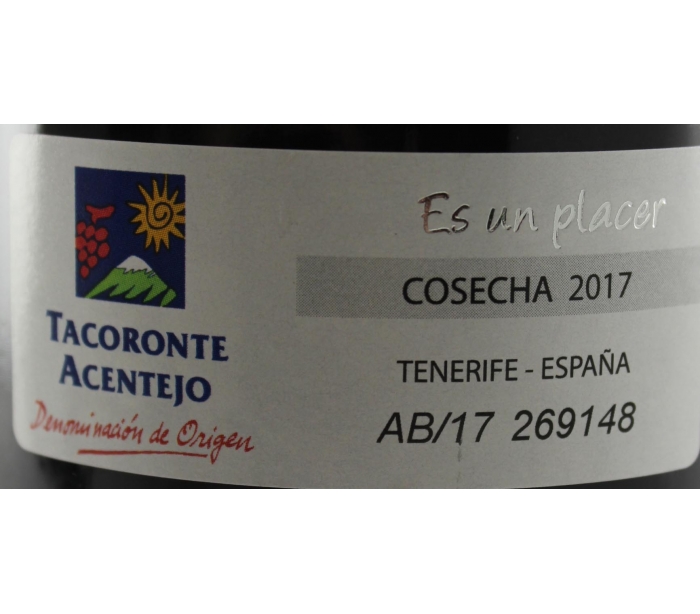 TACORONTE
ACENTEJO
Denominación de Origen
Es un placer
COSECHA 2017
TENERIFE - ESPAÑA
AB/17 269148